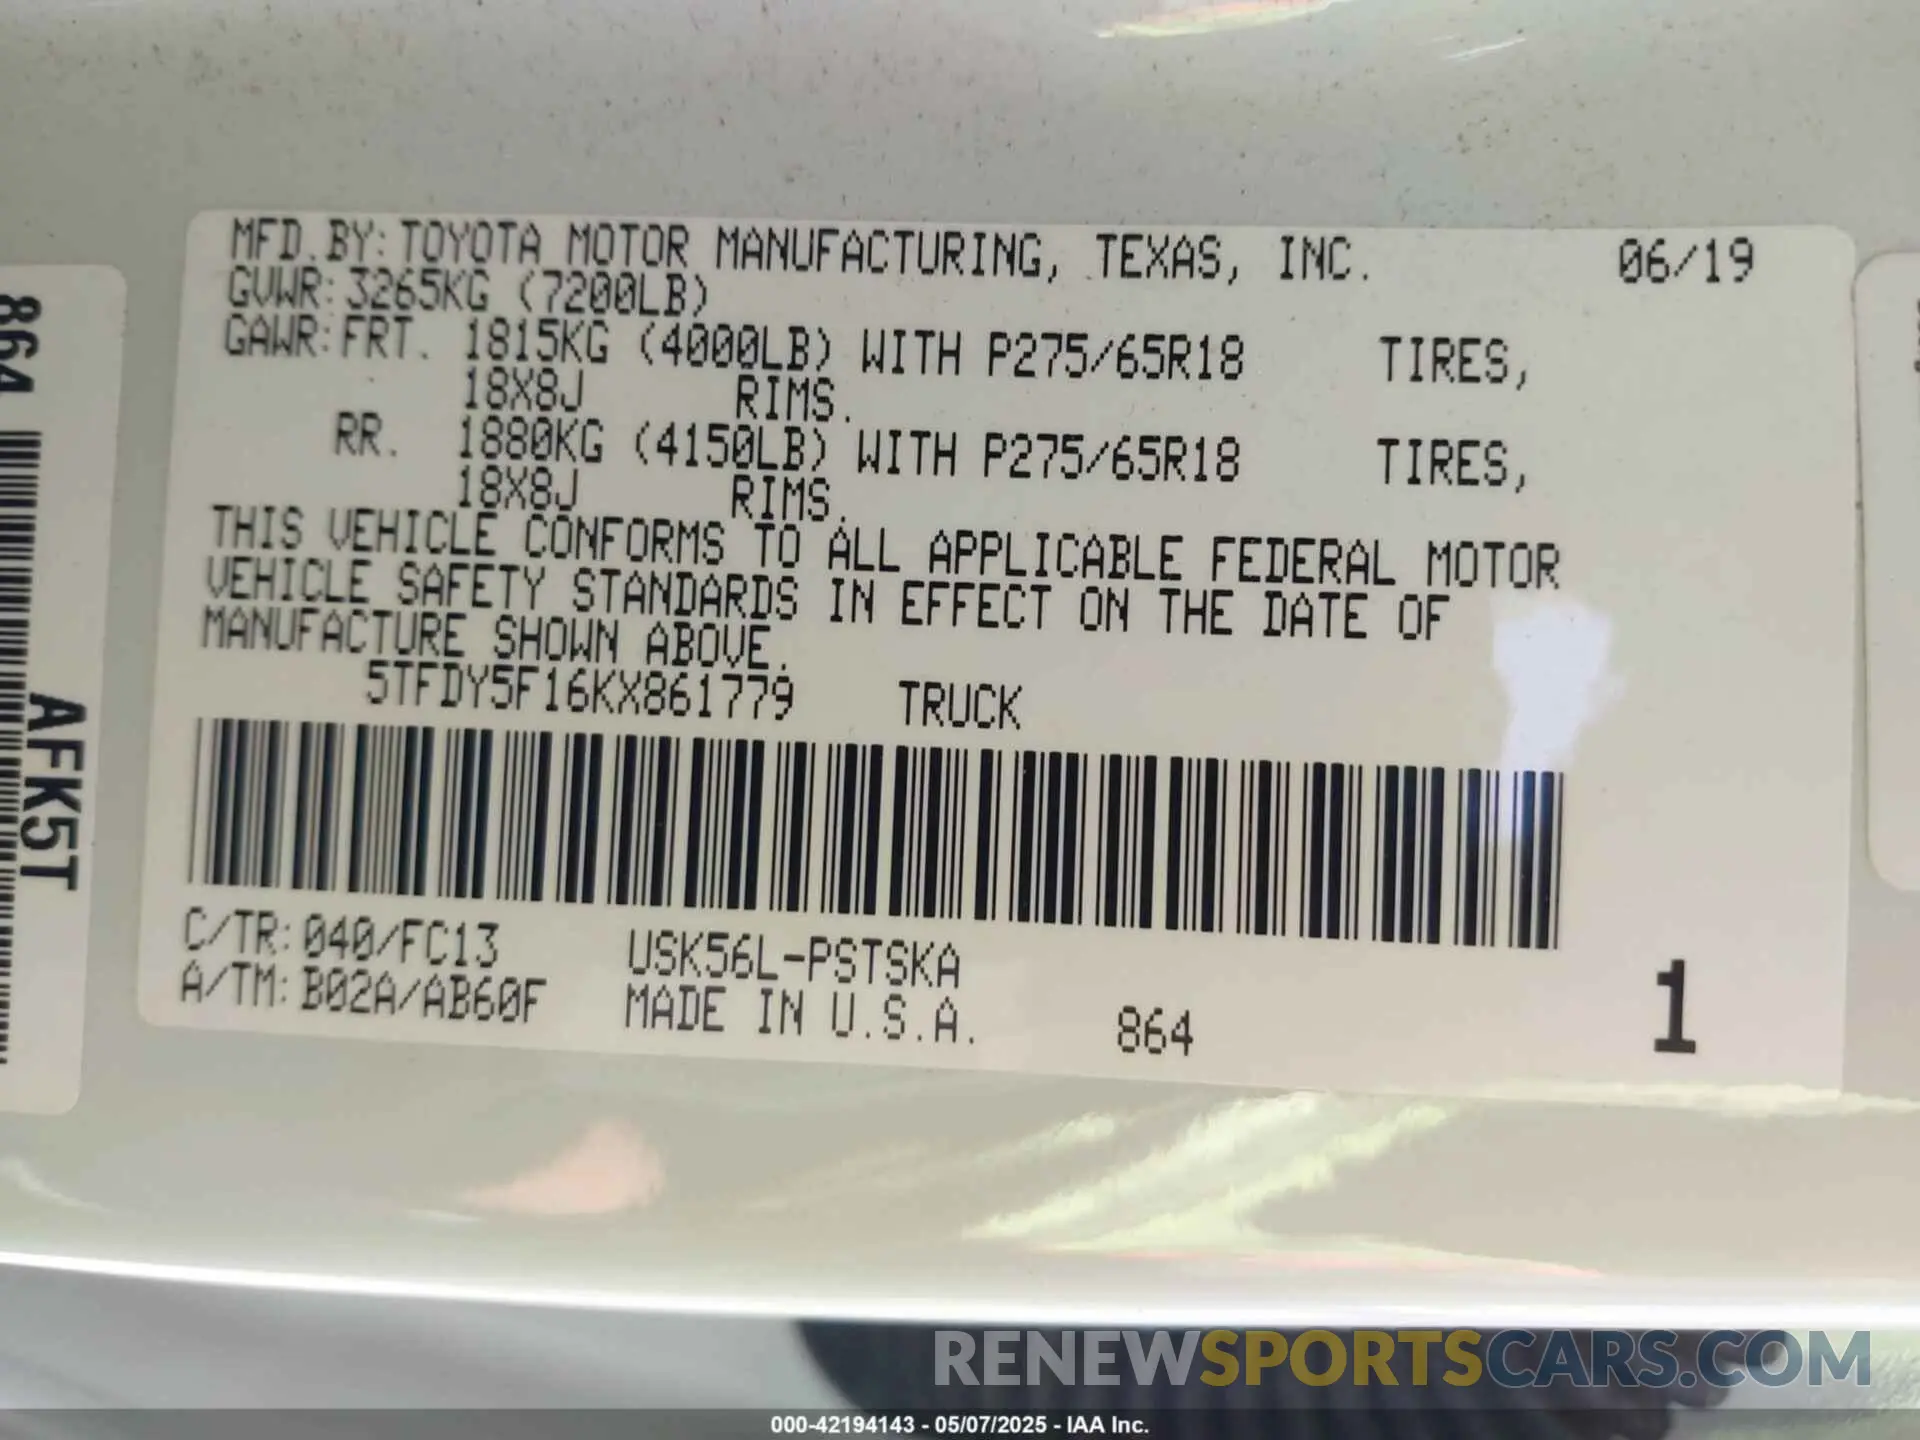 MFD.BY: TOYOTA MOTOR MANUFACTURING, TEXAS, INC. 06/19
GVWR: 3265KG (7200LB)
GAWR: FRT. 1815KG (4000LB) WITH P275/65R18 TIRES,
18X8J RIMS.
RR. 1880KG (4150LB) WITH P275/65R18 TIRES,
18X8J RIMS.
THIS VEHICLE CONFORMS TO ALL APPLICABLE FEDERAL MOTOR
VEHICLE SAFETY STANDARDS IN EFFECT ON THE DATE OF
MANUFACTURE SHOWN ABOVE.
5TFDY5F16KX861779 TRUCK
C/TR: 040/FC13 USK56L-PSTSKA
A/TM: B02A/AB60F MADE IN U.S.A. 864 1
864
AFK5T
RENEWSPORTSCARS.COM
000-42194143 - 05/07/2025 - IAA Inc.